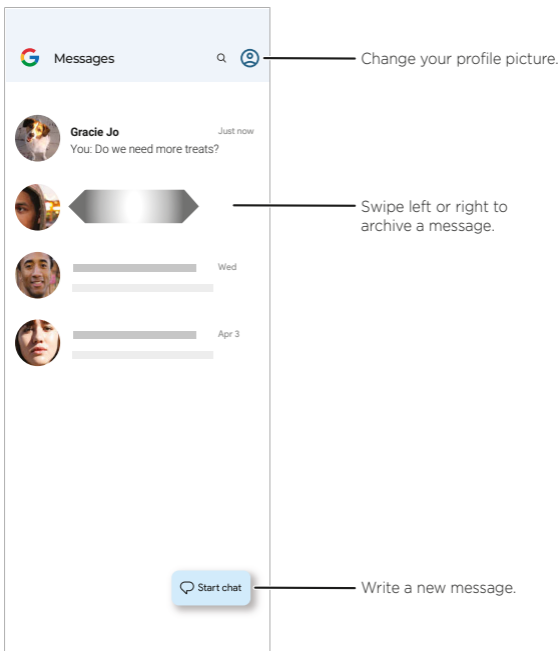 Messages
Change your profile picture.
Gracie Jo
Just now
You: Do we need more treats?
Swipe left or right to
archive a message.
Wed
Apr 3
Start chat
Write a new message.